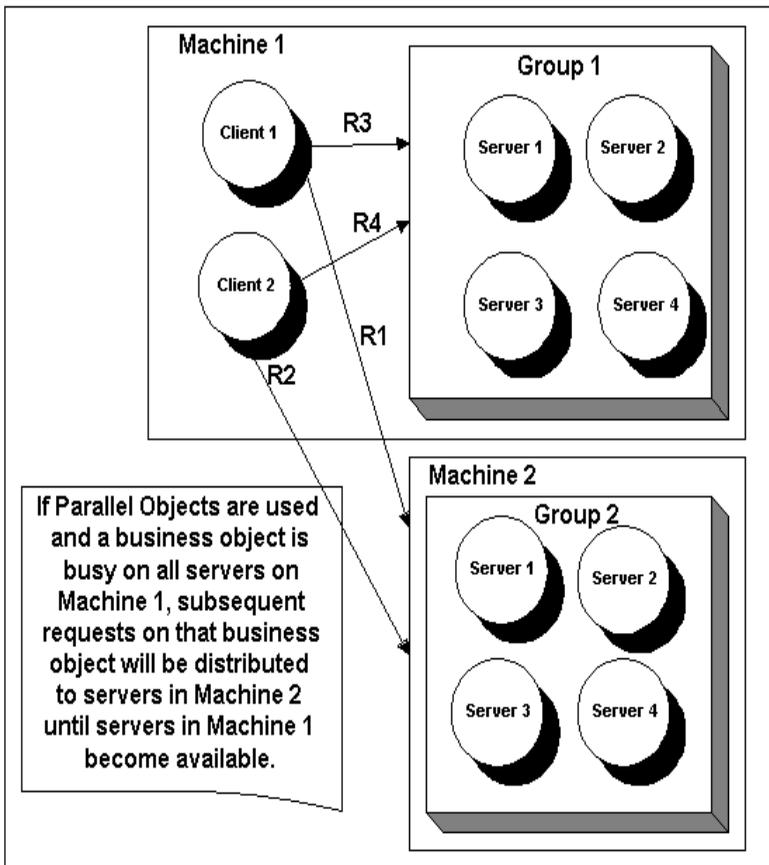 Machine 1
Group 1
Client 1
R3
Server 1
Server 2
R4
Client 2
Server 3
Server 4
R1
R2
Machine 2
Group 2
Server 1
Server 2
Server 3
Server 4
If Parallel Objects are used
and a business object is
busy on all servers on
Machine 1, subsequent
requests on that business
object will be distributed
to servers in Machine 2
until servers in Machine 1
become available.